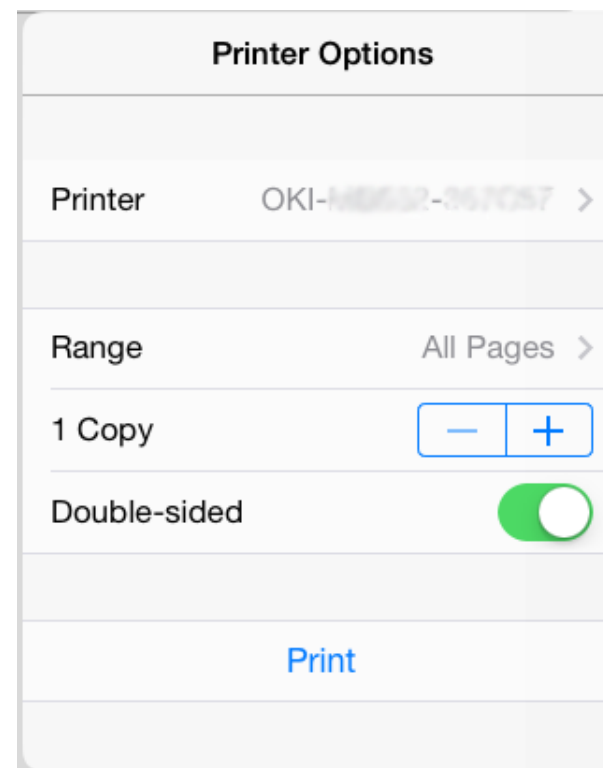 Printer Options
Printer OKI-
Range All Pages >
1 Copy − +
Double-sided
Print